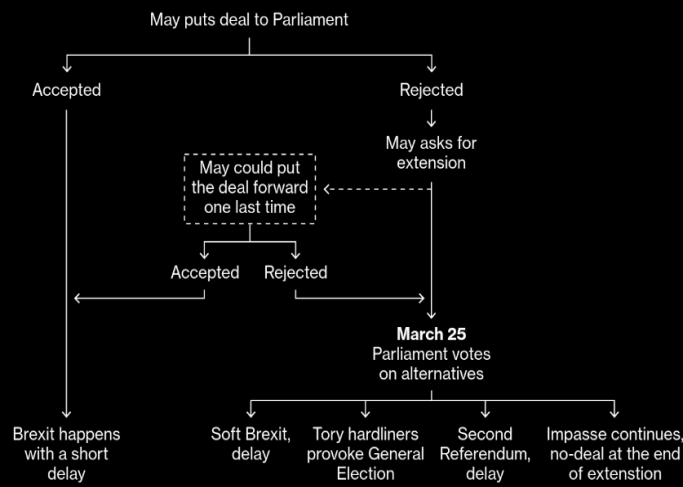 May puts deal to Parliament
Accepted
Rejected
May asks for
extension
May could put
the deal forward
one last time
Accepted
Rejected
March 25
Parliament votes
on alternatives
Brexit happens
with a short
delay
Soft Brexit,
delay
Tory hardliners
provoke General
Election
Second
Referendum,
delay
Impasse continues,
no-deal at the end
of extenstion